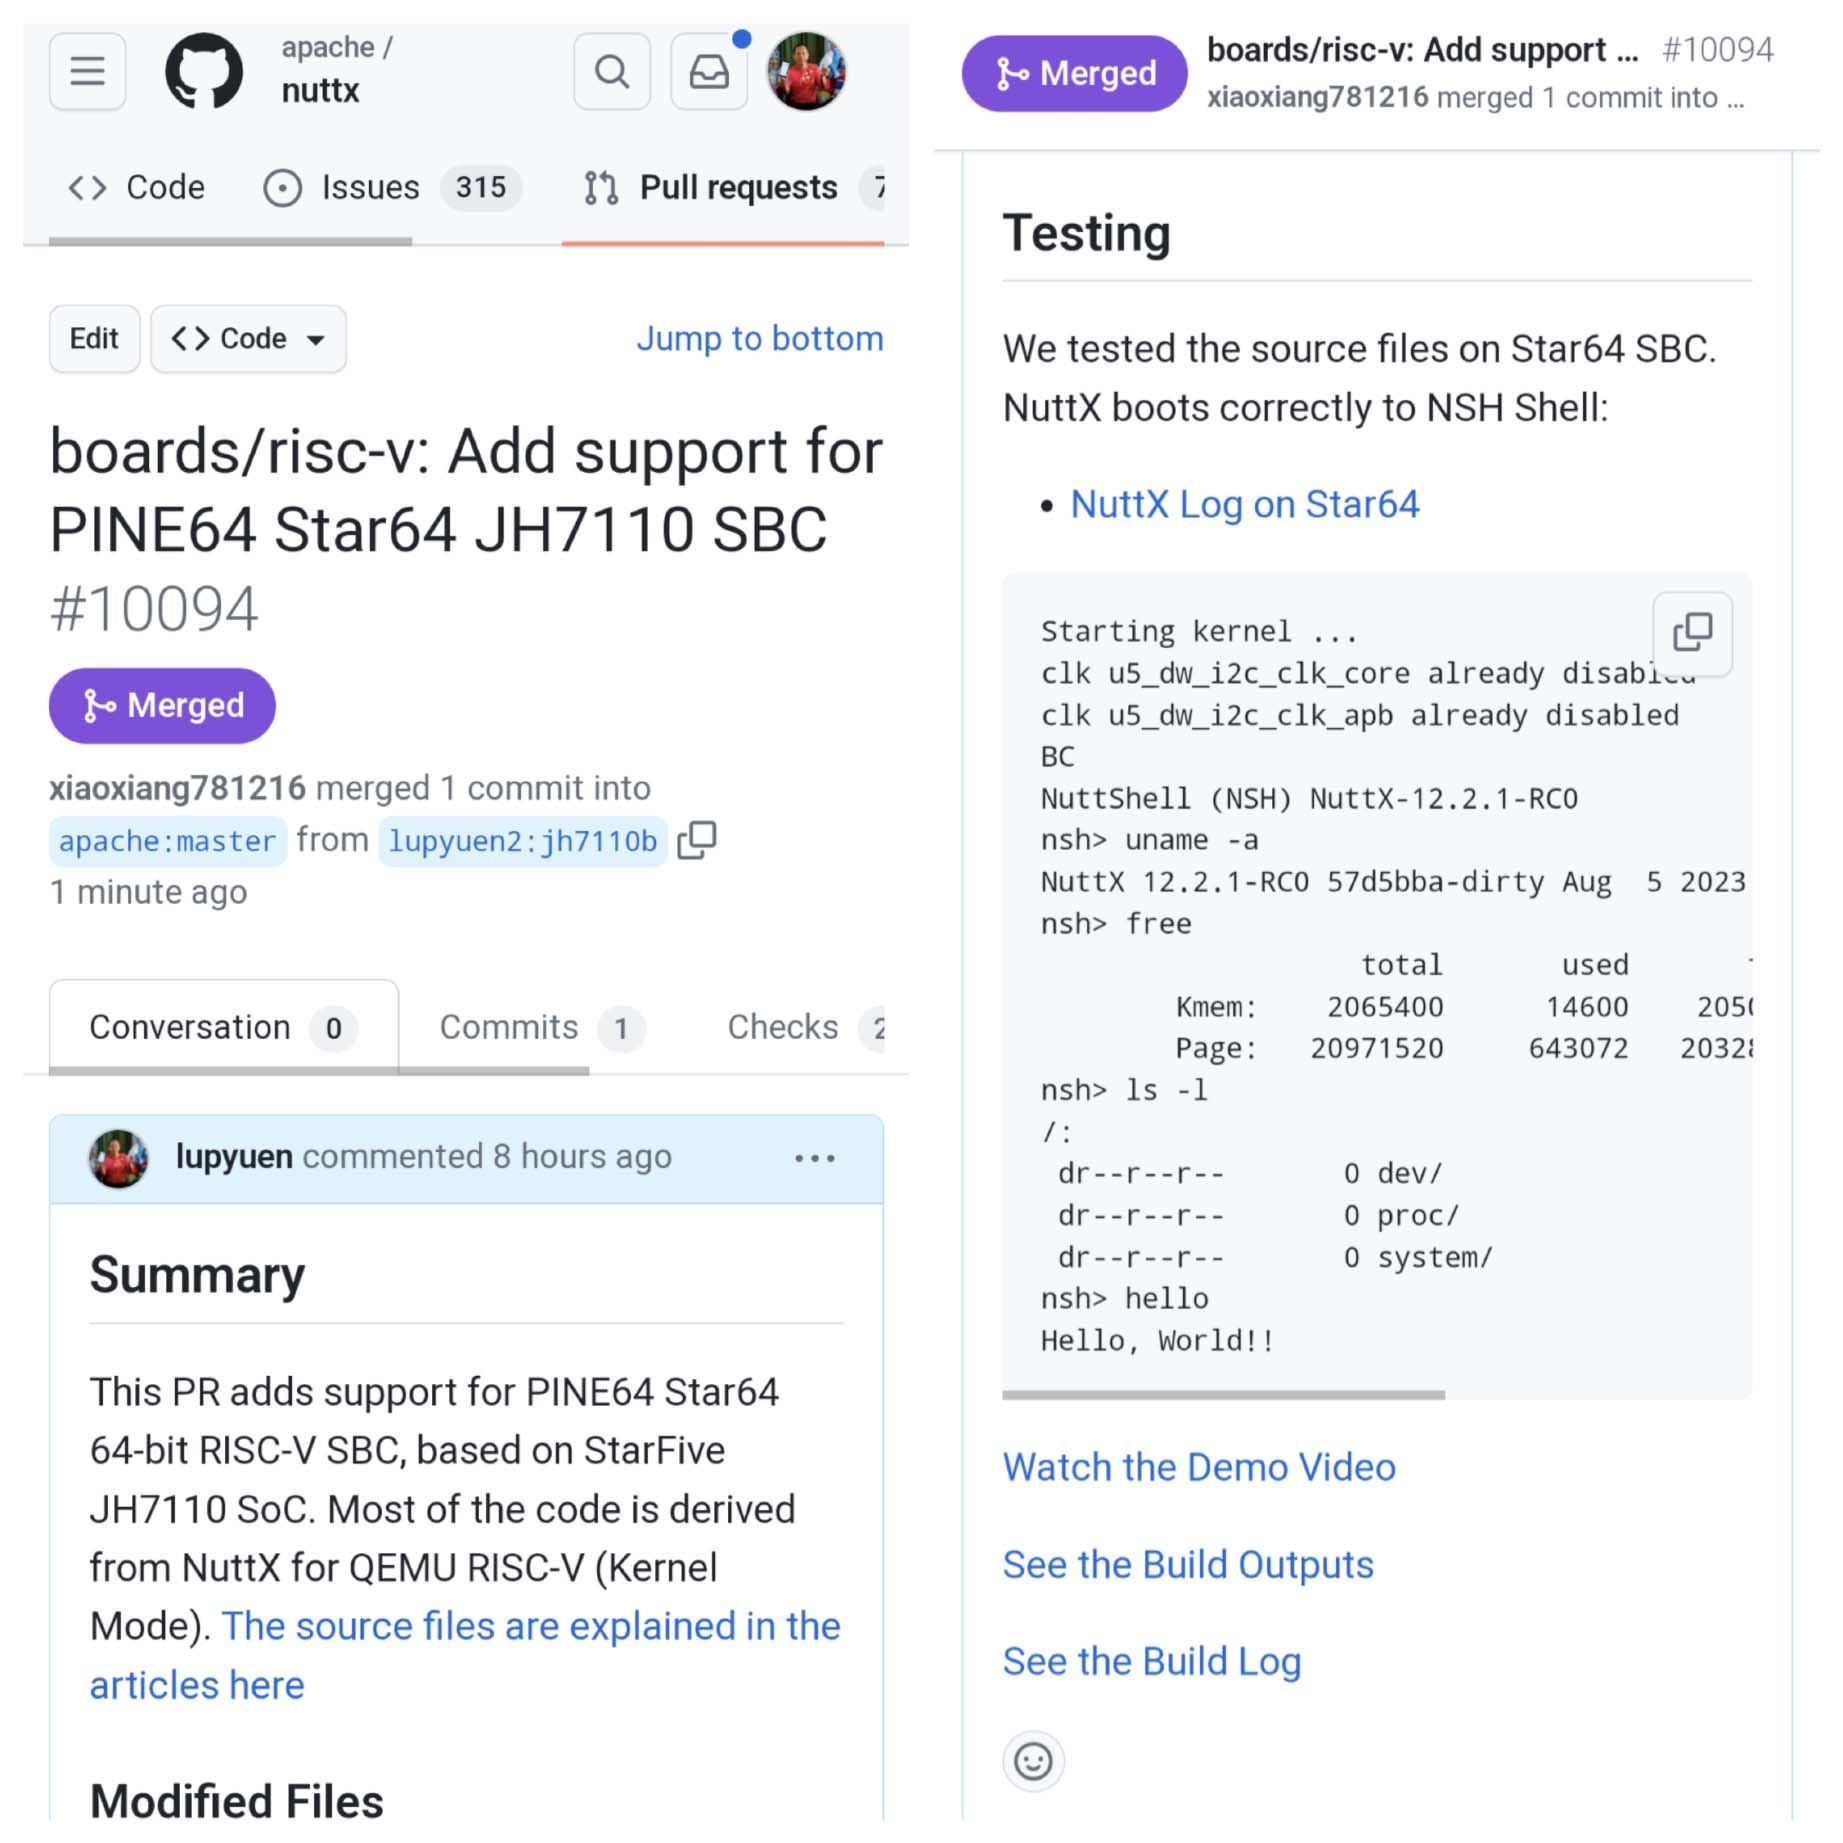 apache /
nuttx
Code
Issues 315
Pull requests 7
Edit
Code
Jump to bottom
boards/risc-v: Add support for
PINE64 Star64 JH7110 SBC
#10094
Merged
xiaoxiang781216 merged 1 commit into
apache:master from lupyuen2:jh7110b
1 minute ago
Conversation 0
Commits 1
Checks 2
lupyuen commented 8 hours ago
Summary
This PR adds support for PINE64 Star64
64-bit RISC-V SBC, based on StarFive
JH7110 SoC. Most of the code is derived
from NuttX for QEMU RISC-V (Kernel
Mode). The source files are explained in the
articles here
Modified Files
Merged
boards/risc-v: Add support ... #10094
xiaoxiang781216 merged 1 commit into ...
Testing
We tested the source files on Star64 SBC.
NuttX boots correctly to NSH Shell:
• NuttX Log on Star64
Starting kernel ...
clk u5_dw_i2c_clk_core already disabled
clk u5_dw_i2c_clk_apb already disabled
BC
NuttShell (NSH) NuttX-12.2.1-RC0
nsh> uname -a
NuttX 12.2.1-RC0 57d5bba-dirty Aug  5 2023
nsh> free
total used
Kmem: 2065400 14600 205
Page: 20971520 643072 2032
nsh> ls -l
/:
dr--r--r-- 0 dev/
dr--r--r-- 0 proc/
dr--r--r-- 0 system/
nsh> hello
Hello, World!!
Watch the Demo Video
See the Build Outputs
See the Build Log